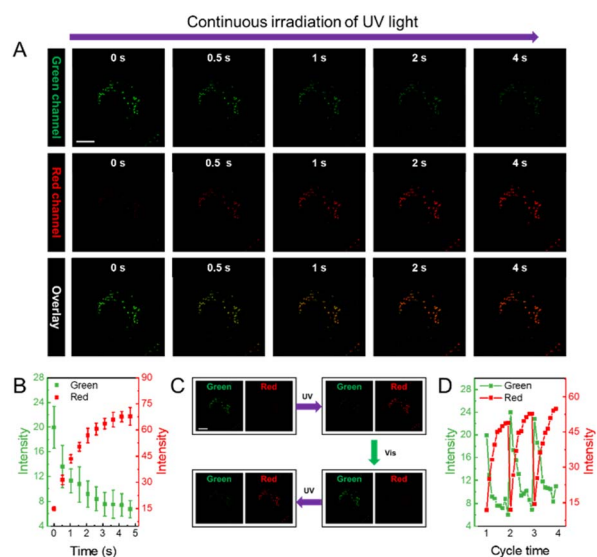 Continuous irradiation of UV light
A
Green channel
0 s 0.5 s 1 s 2 s 4 s
Red channel
0 s 0.5 s 1 s 2 s 4 s
Overlay
0 s 0.5 s 1 s 2 s 4 s
B
Green
Red
Intensity
28
24
20
16
12
8
4
90
75
60
45
30
15
Intensity
0 1 2 3 4 5
Time (s)
C
Green Red
UV
Green Red
Vis
Green Red
UV
Green Red
D
Green
Red
Intensity
28
24
20
16
12
8
4
60
45
30
15
Intensity
1 2 3 4
Cycle time